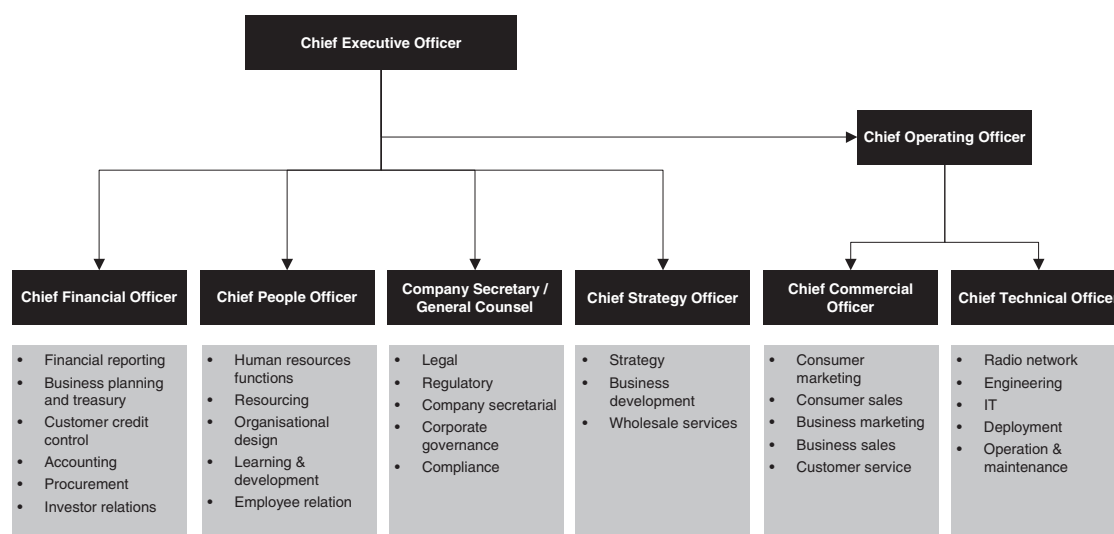 Chief Executive Officer
Chief Operating Officer
Chief Financial Officer
Chief People Officer
Company Secretary /
General Counsel
Chief Strategy Officer
Chief Commercial
Officer
Chief Technical Officer
• Financial reporting
• Business planning
and treasury
• Customer credit
control
• Accounting
• Procurement
• Investor relations
• Human resources
functions
• Resourcing
• Organisational
design
• Learning &
development
• Employee relation
• Legal
• Regulatory
• Company secretarial
• Corporate
governance
• Compliance
• Strategy
• Business
development
• Wholesale services
• Consumer
marketing
• Consumer sales
• Business marketing
• Business sales
• Customer service
• Radio network
• Engineering
• IT
• Deployment
• Operation &
maintenance